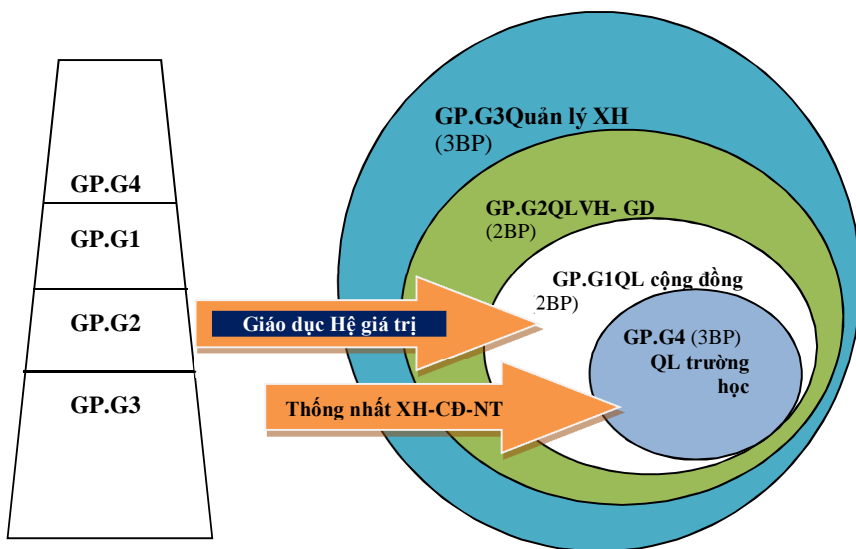 GP.G4
GP.G1
GP.G2
GP.G3
GP.G3Quản lý XH
(3BP)
GP.G2QLVH- GD
(2BP)
GP.G1QL cộng đồng
2BP)
GP.G4 (3BP)
QL trường
học
Giáo dục Hệ giá trị
Thống nhất XH-CĐ-NT